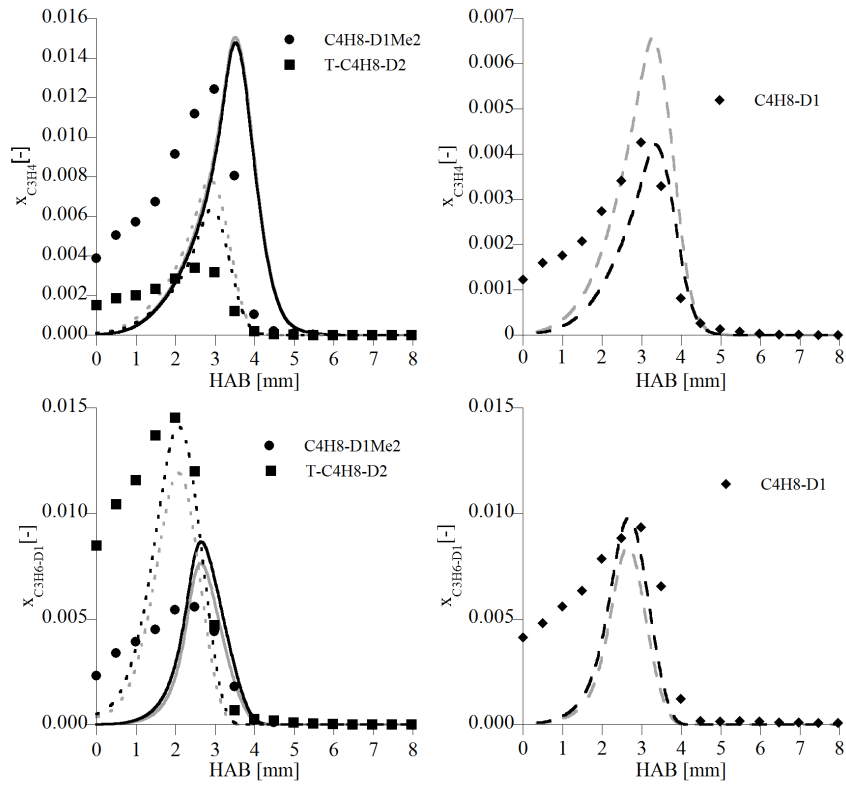 0.016
0.014
0.012
0.010
0.008
0.006
0.004
0.002
0.000
x_C3H4[-]
C4H8-D1Me2
T-C4H8-D2
0 1 2 3 4 5 6 7 8
HAB [mm]
0.007
0.006
0.005
0.004
0.003
0.002
0.001
0
x_C3H4[-]
C4H8-D1
0 1 2 3 4 5 6 7 8
HAB [mm]
0.015
0.010
0.005
0.000
x_C3H6-D1[-]
C4H8-D1Me2
T-C4H8-D2
0 1 2 3 4 5 6 7 8
HAB [mm]
0.015
0.010
0.005
0.000
x_C3H6-D1[-]
C4H8-D1
0 1 2 3 4 5 6 7 8
HAB [mm]